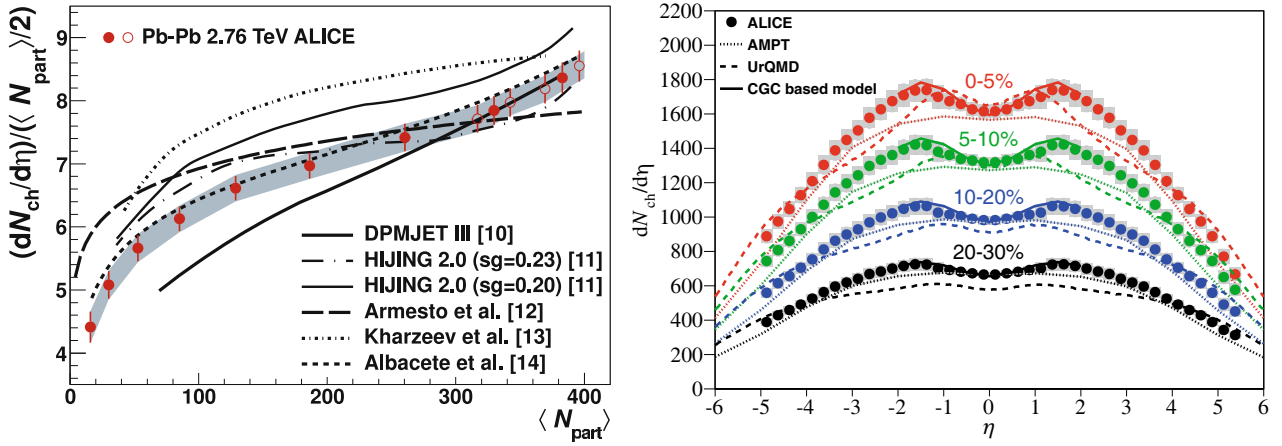 (dN_ch/dη)/(⟨ N_part ⟩/2)
9
8
7
6
5
4
Pb-Pb 2.76 TeV ALICE
DPMJET III [10]
HIJING 2.0 (sg=0.23) [11]
HIJING 2.0 (sg=0.20) [11]
Armesto et al. [12]
Kharzeev et al. [13]
Albacete et al. [14]
0 100 200 300 400
⟨ N_part ⟩
dN_ch/dη
2200
2000
1800
1600
1400
1200
1000
800
600
400
200
0
ALICE
AMPT
UrQMD
CGC based model
0-5%
5-10%
10-20%
20-30%
-6 -5 -4 -3 -2 -1 0 1 2 3 4 5 6
η